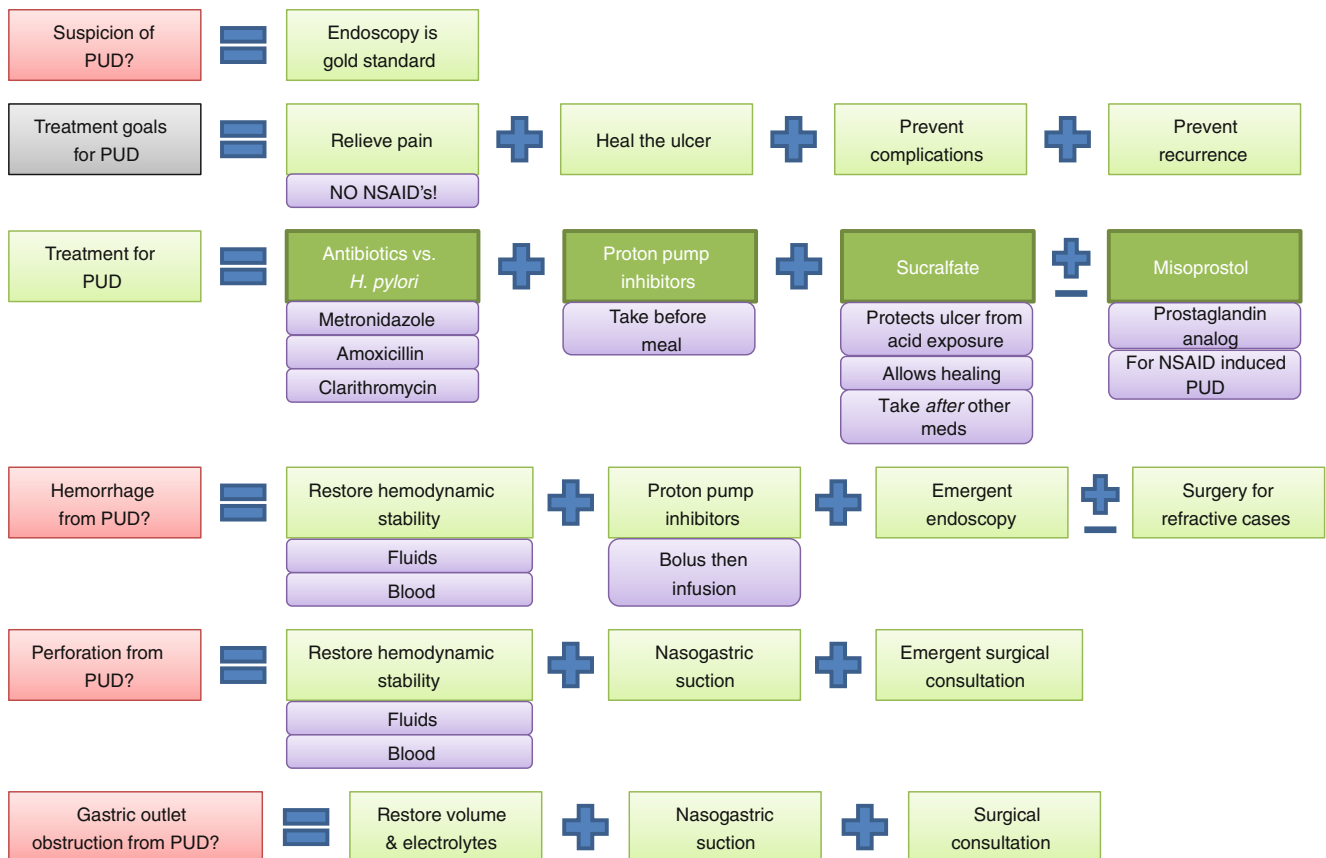 Suspicion of
PUD?
Endoscopy is
gold standard
Treatment goals
for PUD
Relieve pain
NO NSAID's!
Heal the ulcer
Prevent
complications
Prevent
recurrence
Treatment for
PUD
Antibiotics vs.
H. pylori
Metronidazole
Amoxicillin
Clarithromycin
Proton pump
inhibitors
Take before
meal
Sucralfate
Protects ulcer from
acid exposure
Allows healing
Take after other
meds
Misoprostol
Prostaglandin
analog
For NSAID induced
PUD
Hemorrhage
from PUD?
Restore hemodynamic
stability
Fluids
Blood
Proton pump
inhibitors
Bolus then
infusion
Emergent
endoscopy
Surgery for
refractive cases
Perforation from
PUD?
Restore hemodynamic
stability
Fluids
Blood
Nasogastric
suction
Emergent surgical
consultation
Gastric outlet
obstruction from PUD?
Restore volume
& electrolytes
Nasogastric
suction
Surgical
consultation